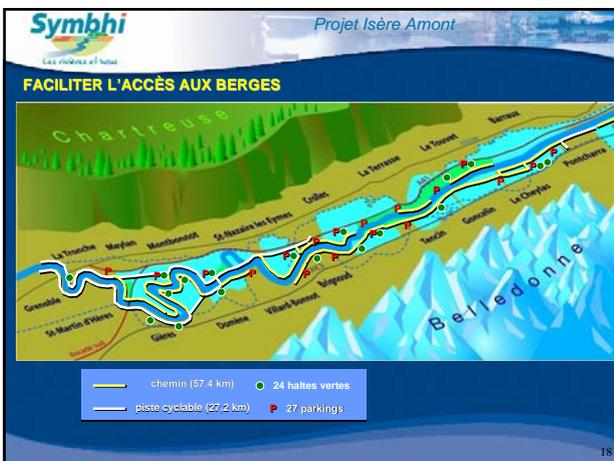 Symbhi
Les rivières et nous
Projet Isère Amont
FACILITER L'ACCÈS AUX BERGES
Chartreuse
Barraux
Le Touvet
La Terrasse
Pontcharra
Crolles
Le Cheylas
St-Nazaire les Eymes
Goncelin
Tencin
La Tronche
Meylan
Montbonnot
Brignoud
Villard-Bonnot
Belledonne
Grenoble
St-Martin d'Hères
Gières
Domène
Rocade sud
P
P
P
P
P
P
P
P
P
P
P
P
P
P
chemin (57.4 km)
24 haltes vertes
piste cyclable (27,2 km)
P 27 parkings
18